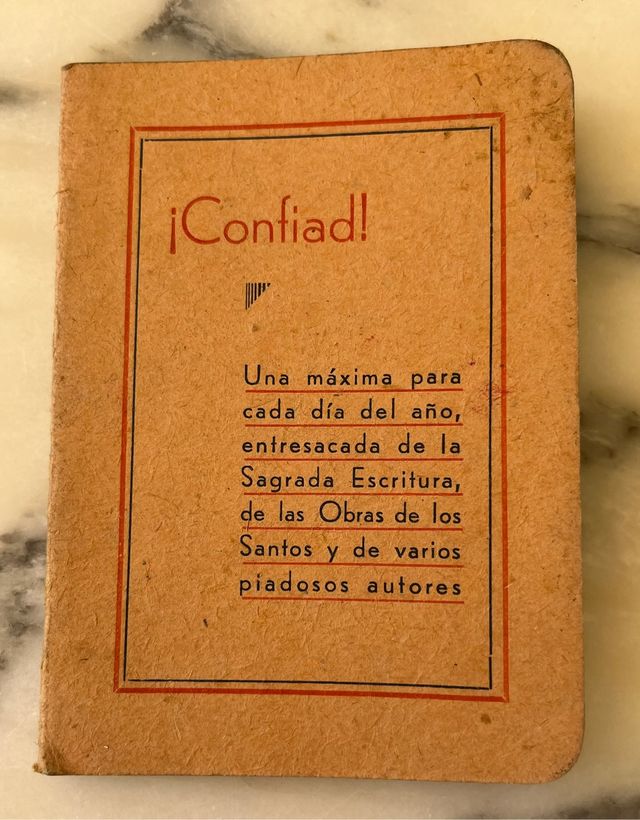 ¡Confiad!
Una máxima para
cada día del año,
entresacada de la
Sagrada Escritura,
de las Obras de los
Santos y de varios
piadosos autores